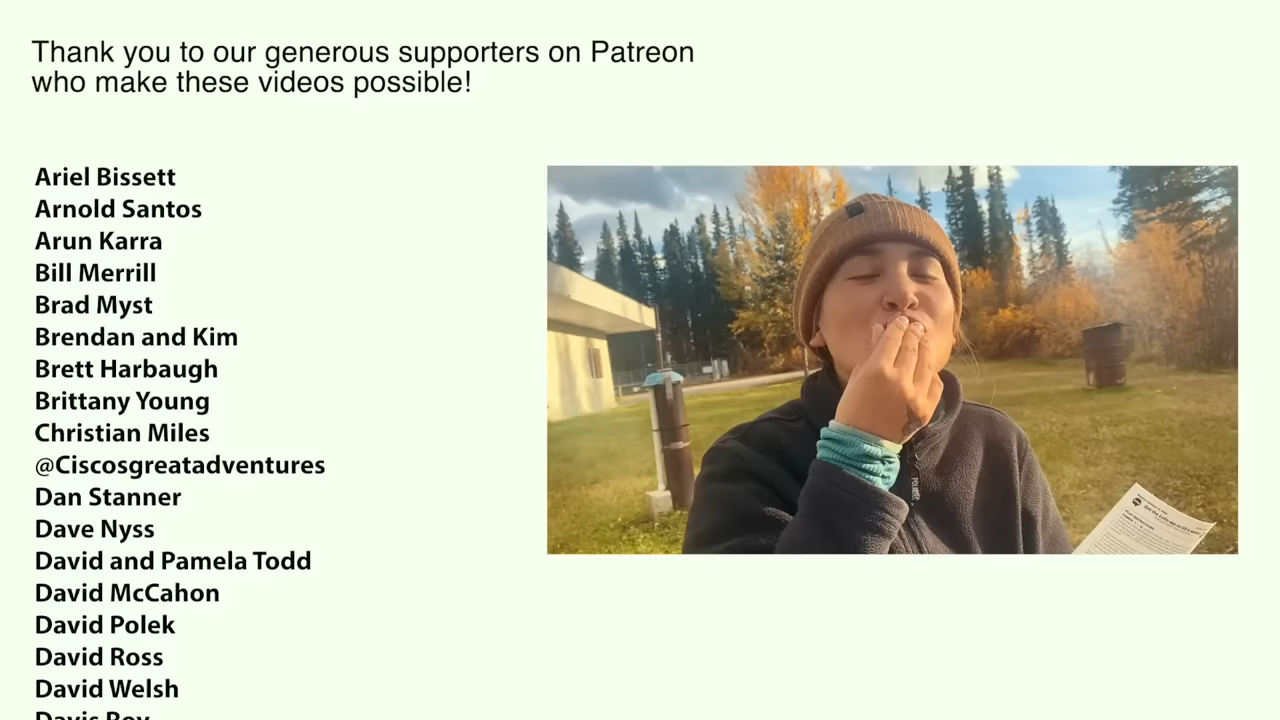 Thank you to our generous supporters on Patreon
who make these videos possible!
Ariel Bissett
Arnold Santos
Arun Karra
Bill Merrill
Brad Myst
Brendan and Kim
Brett Harbaugh
Brittany Young
Christian Miles
@Ciscosgreatadventures
Dan Stanner
Dave Nyss
David and Pamela Todd
David McCahon
David Polek
David Ross
David Welsh